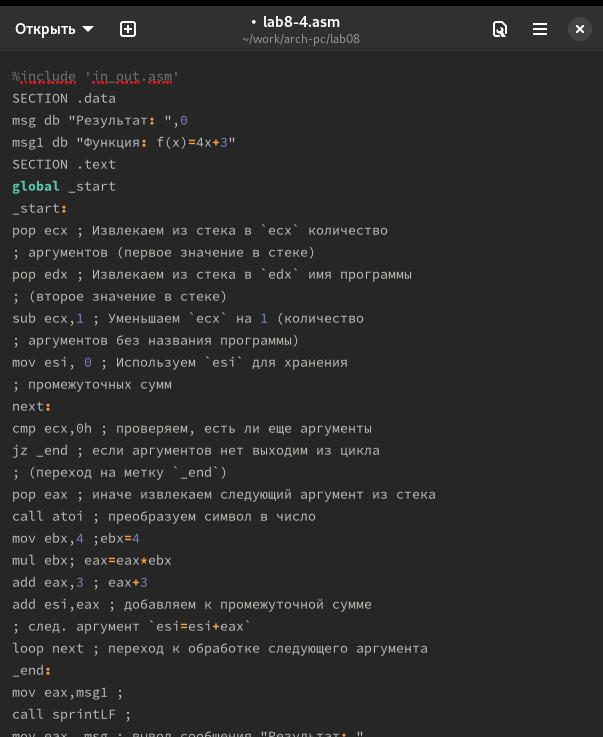 Открыть
• lab8-4.asm
~/work/arch-pc/lab08
%include 'in_out.asm'
SECTION .data
msg db "Результат: ",0
msg1 db "Функция: f(x)=4x+3"
SECTION .text
global _start
_start:
pop ecx ; Извлекаем из стека в `ecx` количество
; аргументов (первое значение в стеке)
pop edx ; Извлекаем из стека в `edx` имя программы
; (второе значение в стеке)
sub ecx,1 ; Уменьшаем `ecx` на 1 (количество
; аргументов без названия программы)
mov esi, 0 ; Используем `esi` для хранения
; промежуточных сумм
next:
cmp ecx,0h ; проверяем, есть ли еще аргументы
jz _end ; если аргументов нет выходим из цикла
; (переход на метку `_end`)
pop eax ; иначе извлекаем следующий аргумент из стека
call atoi ; преобразуем символ в число
mov ebx,4 ;ebx=4
mul ebx; eax=eax*ebx
add eax,3 ; eax+3
add esi,eax ; добавляем к промежуточной сумме
; след. аргумент `esi=esi+eax`
loop next ; переход к обработке следующего аргумента
_end:
mov eax,msg1 ;
call sprintLF ;
mov eax, msg ; вывод сообщения "Результат: "